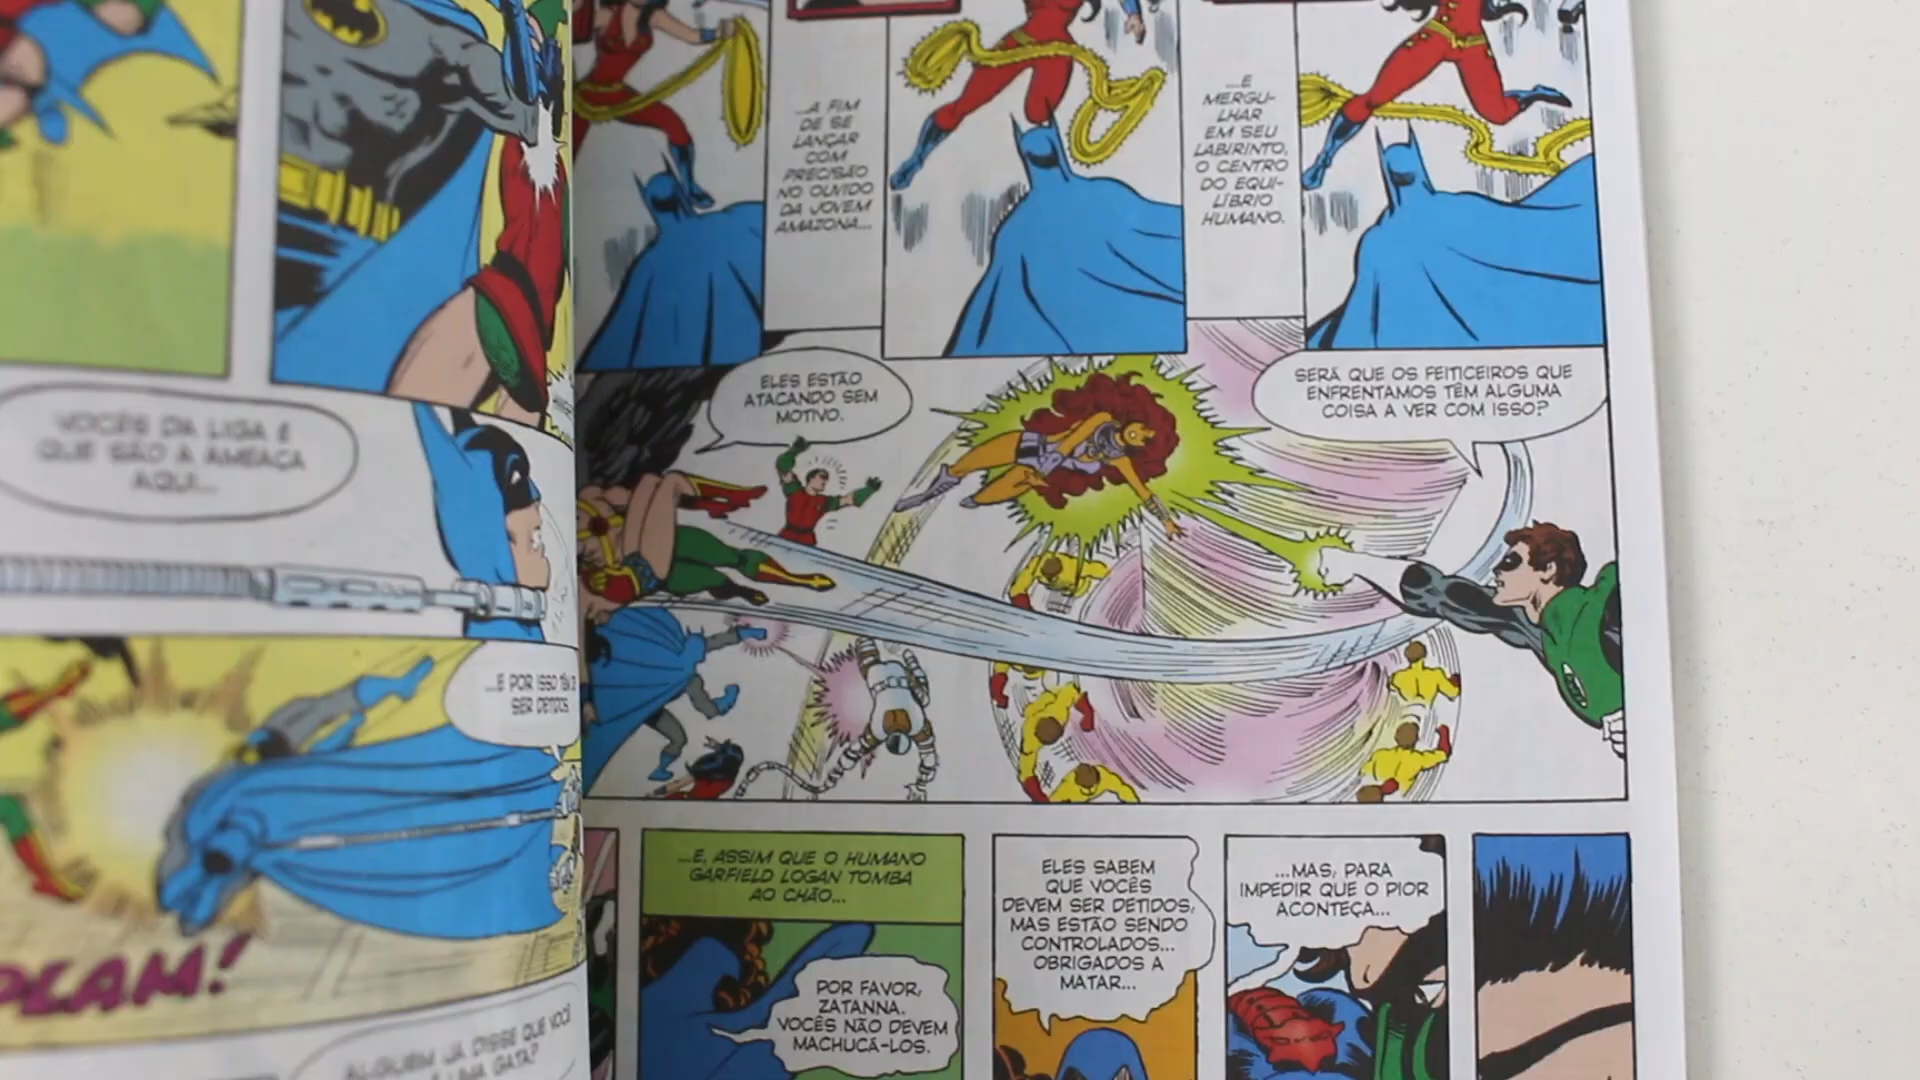 VOCÊS DA LIGA É
QUE SÃO A AMEAÇA
AQUI...
...E POR ISSO TÊM
SER DETIDOS.
PLAM!
ALGUÉM JÁ DISSE QUE VOCÊ
É UMA GATA?
...A FIM
DE SE
LANÇAR
COM
PRECISÃO
NO OUVIDO
DA JOVEM
AMAZONA...
...E
MERGU-
LHAR
EM SEU
LABIRINTO,
O CENTRO
DO EQUI-
LÍBRIO
HUMANO.
ELES ESTÃO
ATACANDO SEM
MOTIVO.
SERÁ QUE OS FEITICEIROS QUE
ENFRENTAMOS TÊM ALGUMA
COISA A VER COM ISSO?
...E, ASSIM QUE O HUMANO
GARFIELD LOGAN TOMBA
AO CHÃO...
POR FAVOR,
ZATANNA.
VOCÊS NÃO DEVEM
MACHUCÁ-LOS.
ELES SABEM
QUE VOCÊS
DEVEM SER DETIDOS,
MAS ESTÃO SENDO
CONTROLADOS...
OBRIGADOS A
MATAR...
...MAS, PARA
IMPEDIR QUE O PIOR
ACONTEÇA...